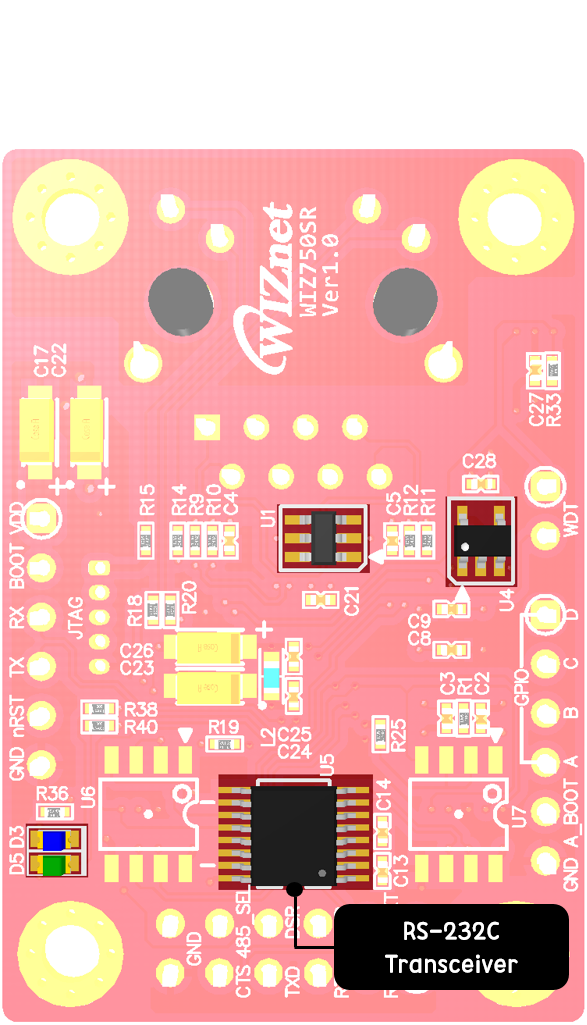 WIZnet
WIZ750SR
Ver1.0
C17
C22
C27
R33
C28
VDD
R15
R14
R9
R10
C4
U1
C5
R12
R11
WDT
BOOT
U4
JTAG
R18
R20
C21
C9
C8
RX
D
C26
C23
TX
C
GPIO
C3
R1
C2
nRST
R38
R40
B
R19
L2
C25
C24
R25
GND
A
U5
U6
R36
C14
U7
A_BOOT
D5
D3
C13
GND
485_SEL
DSR
GND
CTS
TXD
RS-232C
Transceiver